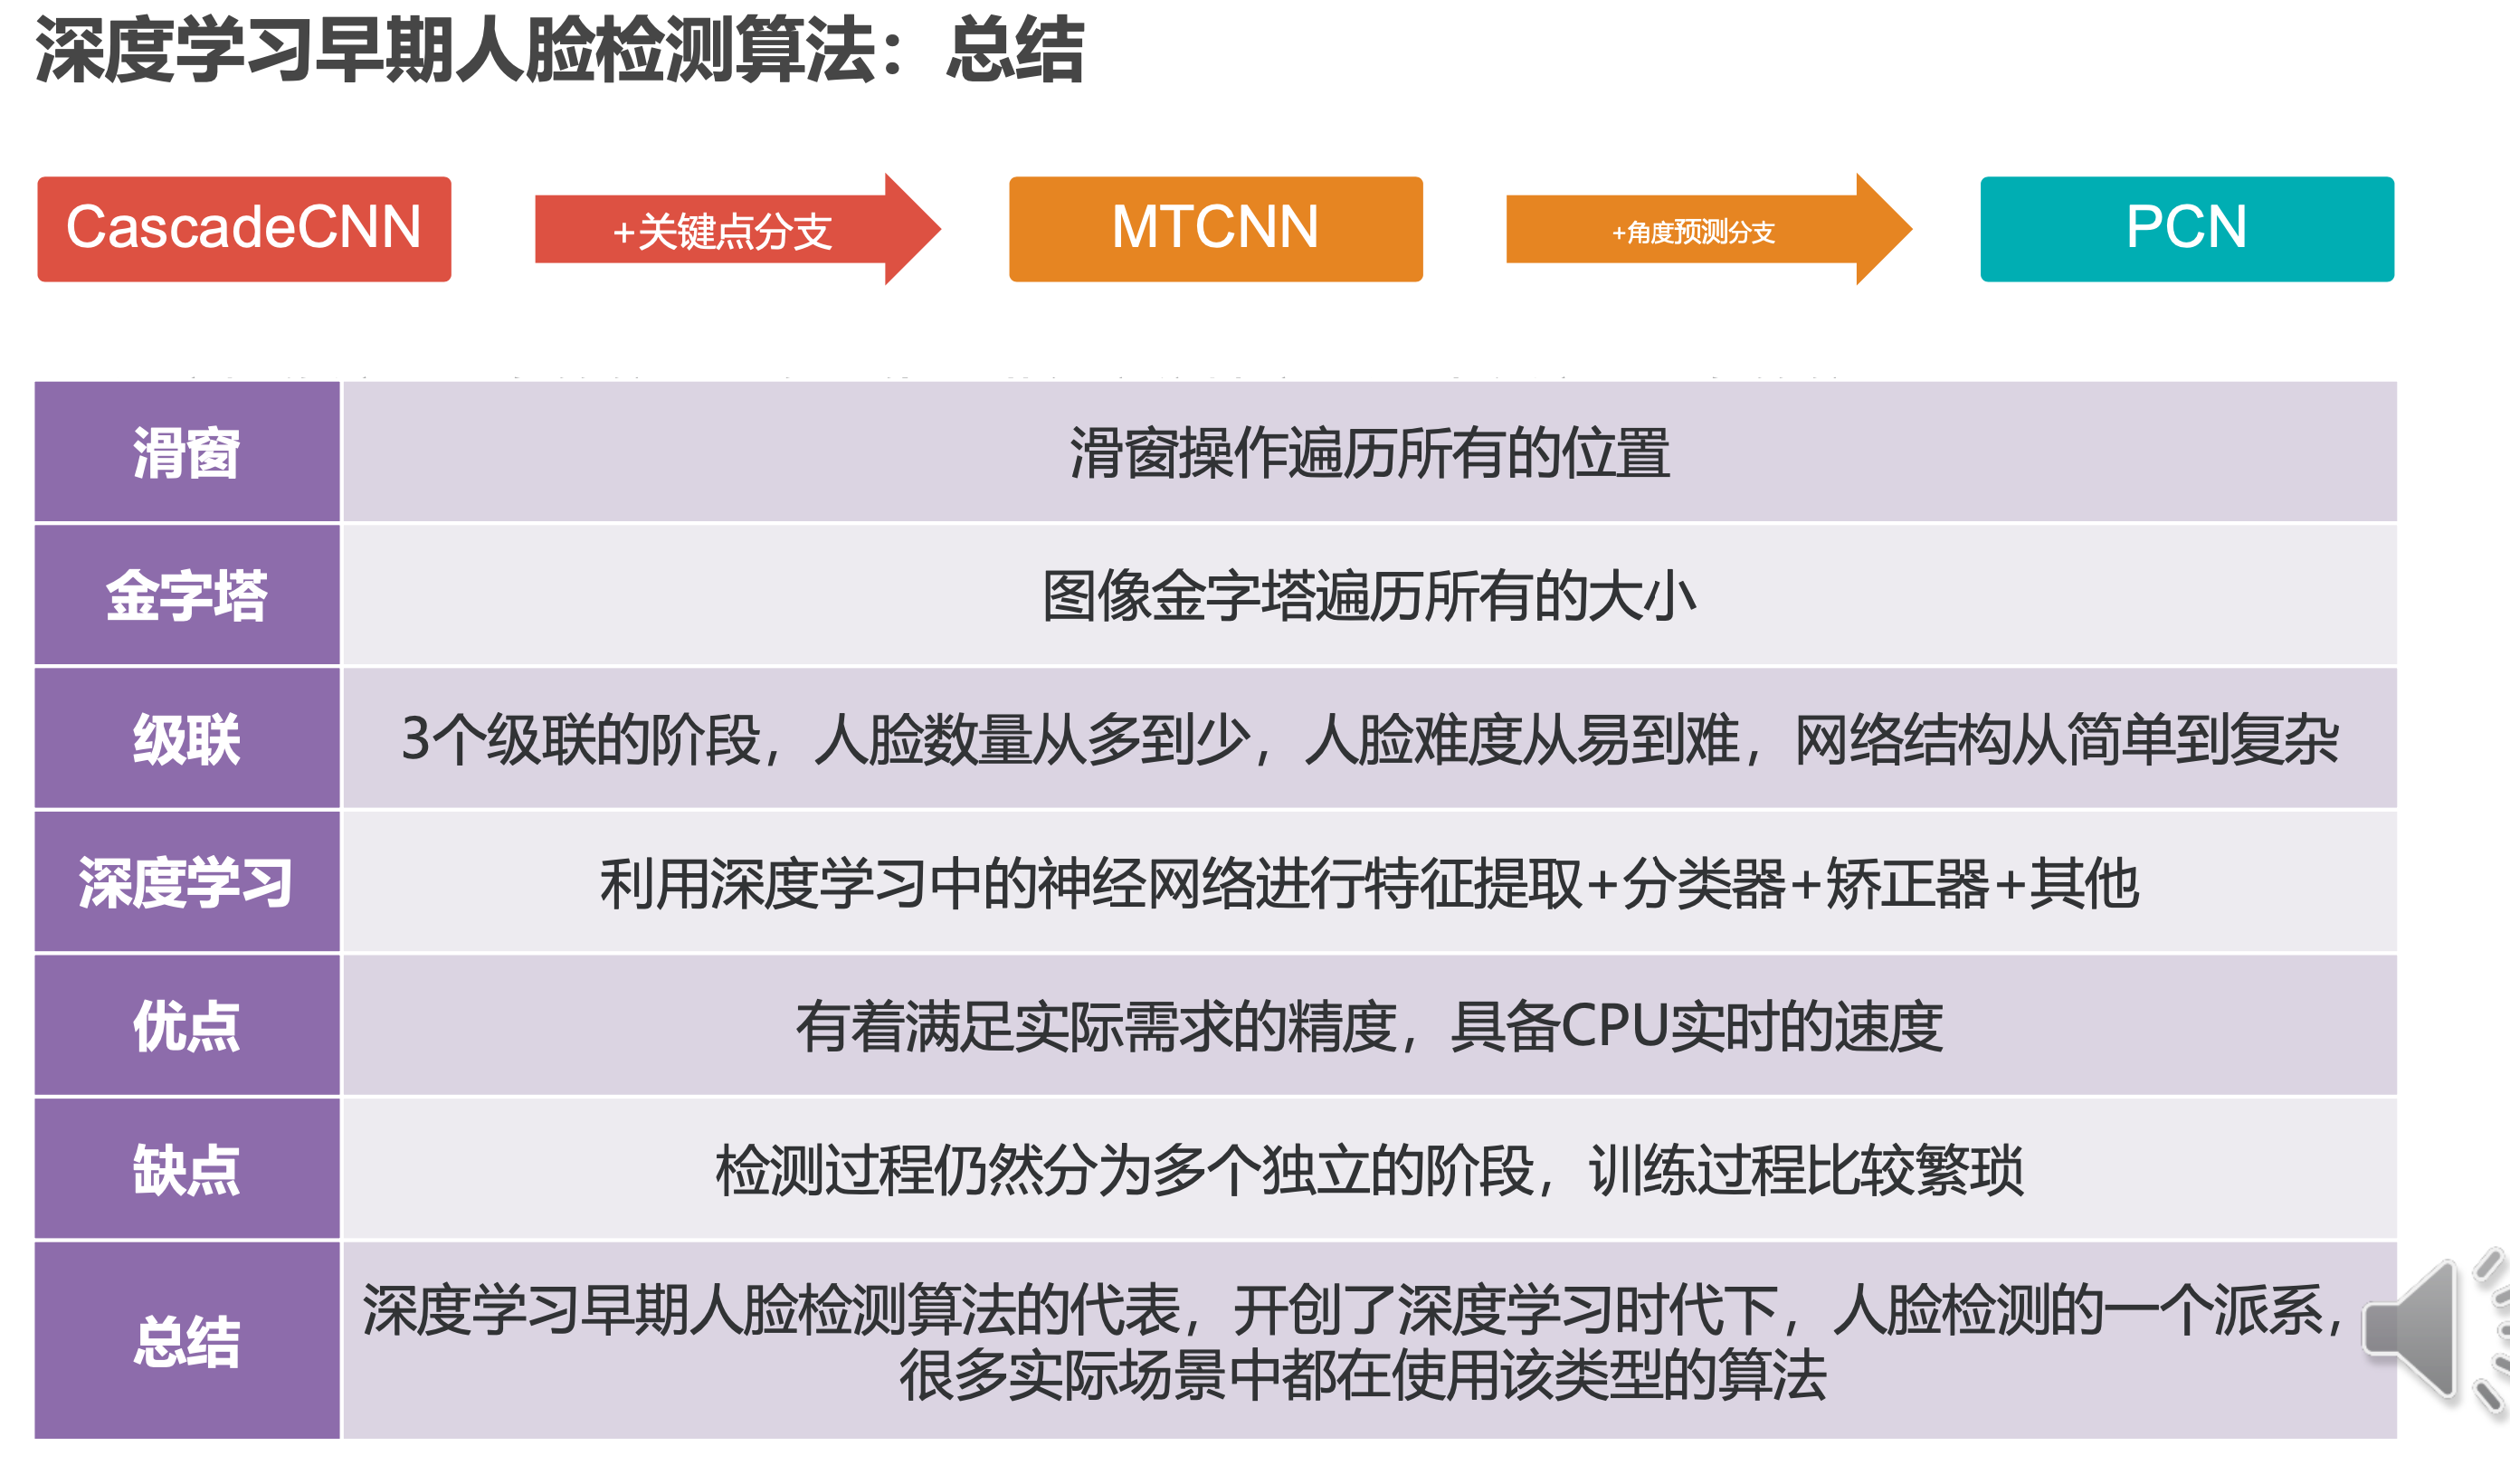 深度学习早期人脸检测算法：总结
CascadeCNN
+关键点分支
MTCNN
+角度预测分支
PCN
滑窗
滑窗操作遍历所有的位置
金字塔
图像金字塔遍历所有的大小
级联
3个级联的阶段，人脸数量从多到少，人脸难度从易到难，网络结构从简单到复杂
深度学习
利用深度学习中的神经网络进行特征提取+分类器+矫正器+其他
优点
有着满足实际需求的精度，具备CPU实时的速度
缺点
检测过程仍然分为多个独立的阶段，训练过程比较繁琐
总结
深度学习早期人脸检测算法的代表，开创了深度学习时代下，人脸检测的一个派系，
很多实际场景中都在使用该类型的算法